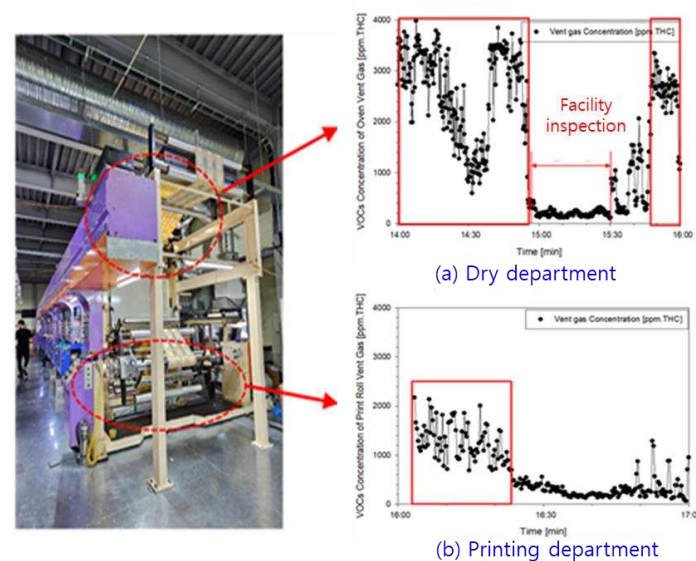 4000
3000
2000
1000
0
VOCs Concentration of Oven Vent Gas [ppm.THC]
Vent gas Concentration [ppm.THC]
Facility
inspection
14:00
14:30
15:00
15:30
16:00
Time [min]
(a) Dry department
4000
3000
2000
1000
0
VOCs Concentration of Print Roll Vent Gas [ppm.THC]
Vent gas Concentration [ppm.THC]
16:00
16:30
17:0
Time [min]
(b) Printing department